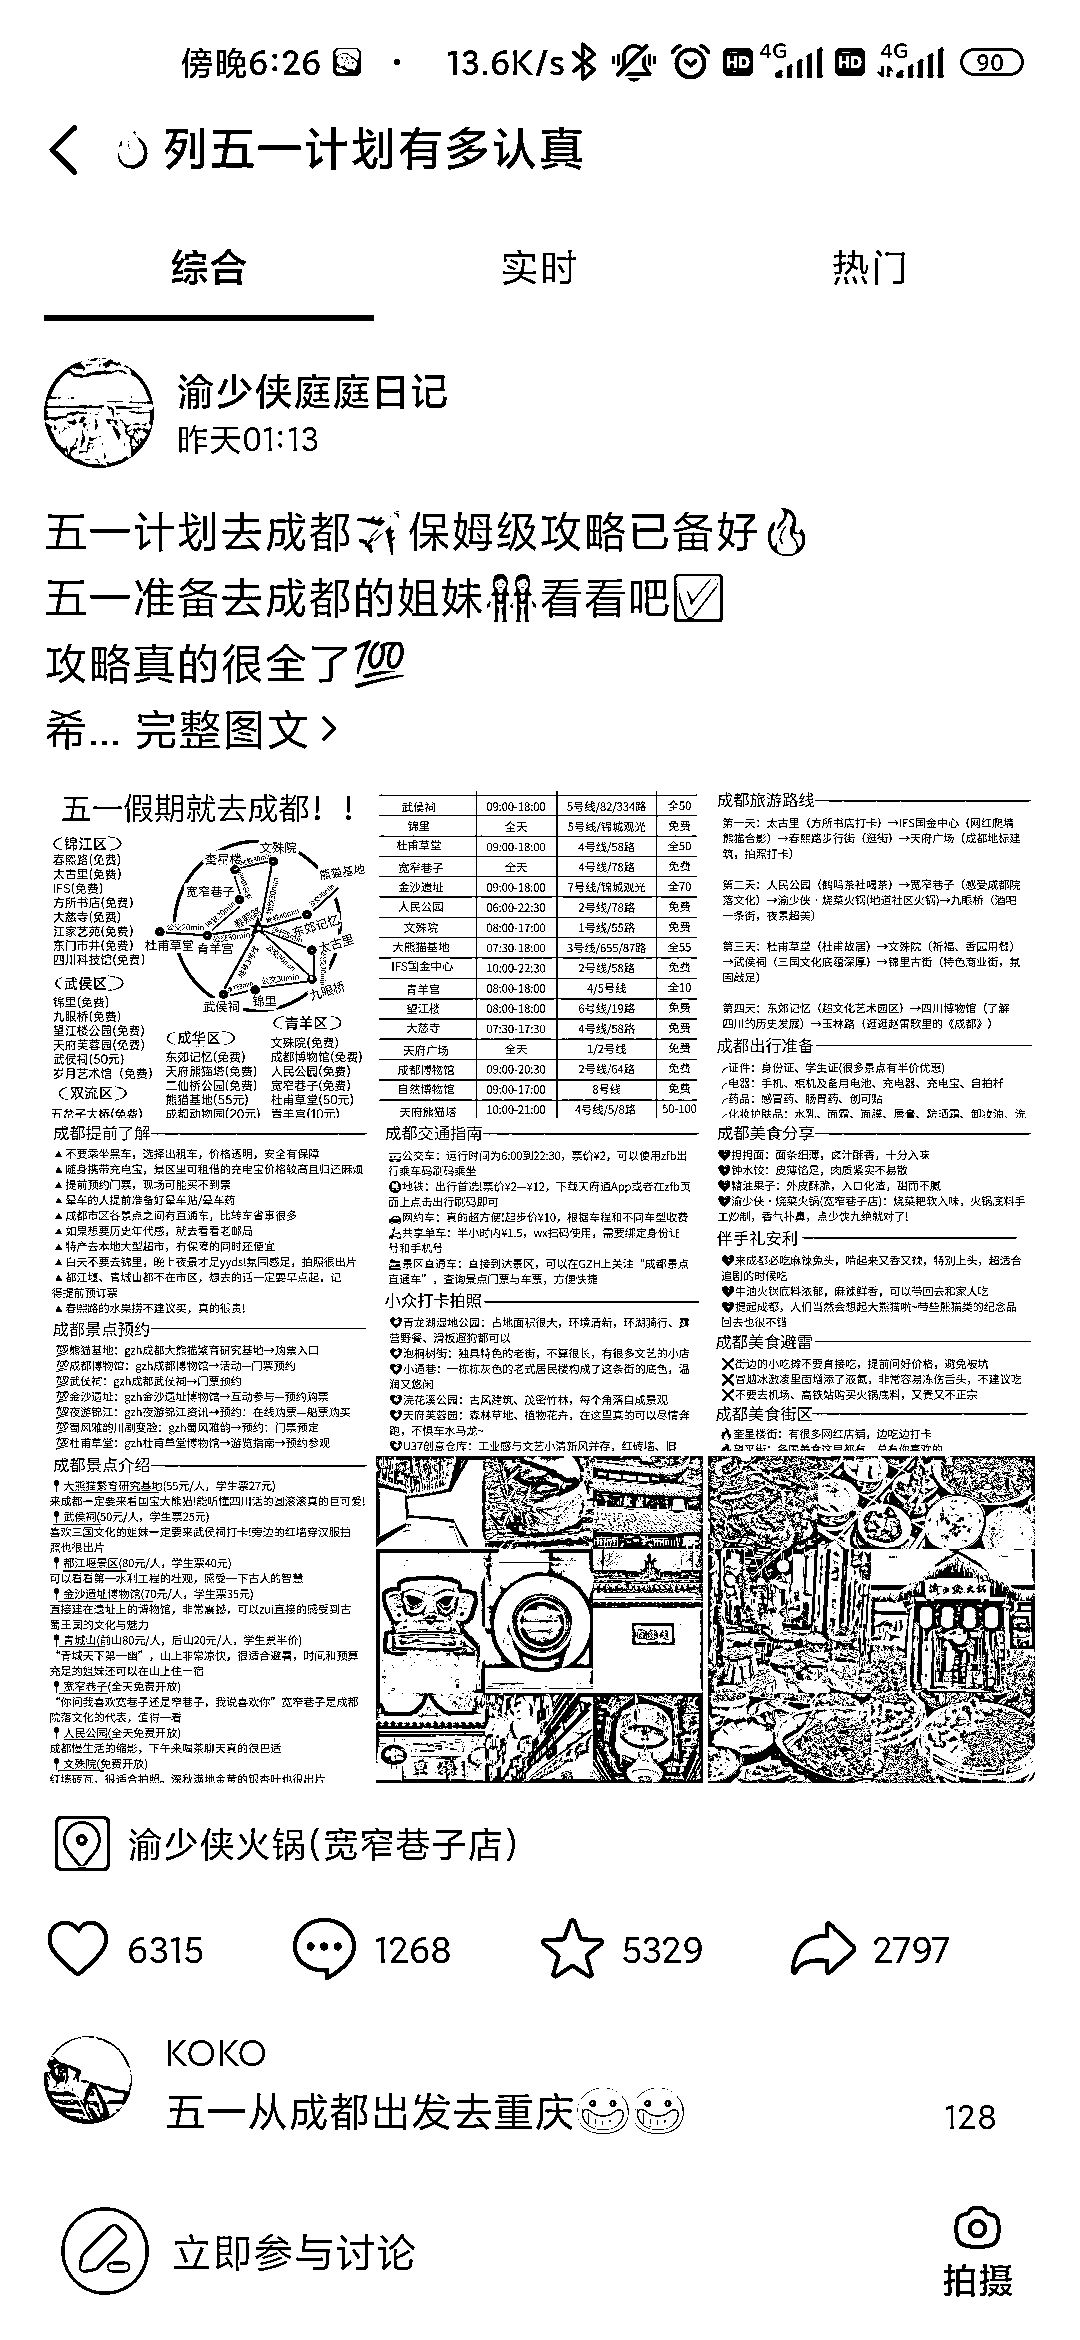 傍晚6:26 · 13.6K/s HD 4G HD 4G 90
列五一计划有多认真
综合 实时 热门
渝少侠庭庭日记
昨天01:13
五一计划去成都✈保姆级攻略已备好🔥
五一准备去成都的姐妹👭看看吧☑
攻略真的很全了💯
希... 完整图文 >
五一假期就去成都！！
（锦江区）
春熙路(免费)
太古里(免费)
IFS(免费)
方所书店(免费)
大慈寺(免费)
江家艺苑(免费)
东门市井(免费)
四川科技馆(免费)
（武侯区）
锦里(免费)
九眼桥(免费)
望江楼公园(免费)
天府芙蓉园(免费)
武侯祠(50元)
岁月艺术馆（免费）
（双流区）
五岔子大桥(免费)
文殊院
熊猫基地
宽窄巷子
东郊记忆
太古里
杜甫草堂
青羊宫
武侯祠
锦里
九眼桥
（成华区）
东郊记忆(免费)
天府熊猫塔(免费)
二仙桥公园(免费)
熊猫基地(55元)
成都动物园(20元)
（青羊区）
文殊院(免费)
成都博物馆(免费)
人民公园(免费)
宽窄巷子(免费)
杜甫草堂(50元)
青羊宫(10元)
武侯祠 09:00-18:00 5号线/82/334路 全50
锦里 全天 5号线/锦城观光 免费
杜甫草堂 09:00-18:00 4号线/58路 全50
宽窄巷子 全天 4号线/78路 免费
金沙遗址 09:00-18:00 7号线/锦城观光 全70
人民公园 06:00-22:30 2号线/78路 免费
文殊院 08:00-17:00 1号线/55路 免费
大熊猫基地 07:30-18:00 3号线/655/87路 全55
IFS国金中心 10:00-22:30 2号线/58路 免费
青羊宫 08:00-18:00 4/5号线 全10
望江楼 08:00-18:00 6号线/19路 免费
大慈寺 07:30-17:30 4号线/58路 免费
天府广场 全天 1/2号线 免费
成都博物馆 09:00-20:30 2号线/64路 免费
自然博物馆 09:00-17:00 8号线 免费
天府熊猫塔 10:00-21:00 4号线/5/8路 50-100
成都旅游路线
第一天：太古里（方所书店打卡）→IFS国金中心（网红爬墙
熊猫合影）→春熙路步行街（逛街）→天府广场（成都地标建
筑，拍照打卡）
第二天：人民公园（鹤鸣茶社喝茶）→宽窄巷子（感受成都院
落文化）→渝少侠·烧菜火锅(地道社区火锅)→九眼桥（酒吧
一条街，夜景超美）
第三天：杜甫草堂（杜甫故居）→文殊院（祈福、香园用餐）
→武侯祠（三国文化底蕴深厚）→锦里古街（特色商业街，氛
围感足）
第四天：东郊记忆（超文化艺术园区）→四川博物馆（了解
四川的历史发展）→玉林路（逛逛赵雷歌里的《成都》）
成都出行准备
证件：身份证、学生证(很多景点有半价优惠)
电器：手机、相机及备用电池、充电器、充电宝、自拍杆
药品：感冒药、肠胃药、创可贴
化妆护肤品：水乳、面霜、面膜、唇膏、防晒霜、卸妆油、洗
成都提前了解
▲不要乘坐黑车，选择出租车，价格透明，安全有保障
▲随身携带充电宝，景区里可租借的充电宝价格较高且归还麻烦
▲提前预约门票，现场可能买不到票
▲晕车的人提前准备好晕车贴/晕车药
▲成都市区各景点之间有直通车，比转车省事很多
▲如果想要历史年代感，就去看看老邮局
▲特产去本地大型超市，有保障的同时还便宜
▲白天不要去锦里，晚上夜景才是yyds!氛围感足，拍照很出片
▲都江堰、青城山都不在市区，想去的话一定要早点起，记
得提前预订票
▲春熙路的水果捞不建议买，真的很贵!
成都景点预约
熊猫基地：gzh成都大熊猫繁育研究基地→购票入口
成都博物馆：gzh成都博物馆→活动—门票预约
武侯祠：gzh成都武侯祠→门票预约
金沙遗址：gzh金沙遗址博物馆→互动参与—预约购票
夜游锦江：gzh夜游锦江资讯→预约：在线购票—船票购买
蜀风雅韵川剧变脸：gzh蜀风雅韵→预约：门票预定
杜甫草堂：gzh杜甫草堂博物馆→游览指南→预约参观
成都交通指南
公交车：运行时间为6:00到22:30，票价¥2，可以使用zfb出
行乘车码刷码乘坐
地铁：出行首选!票价¥2—¥12，下载天府通App或者在zfb页
面上点击出行刷码即可
网约车：真的超方便!起步价¥10，根据车程和不同车型收费
共享单车：半小时内¥1.5，wx扫码使用，需要绑定身份证
号和手机号
景区直通车：直接到达景区，可以在GZH上关注“成都景点
直通车”，查询景点门票与车票，方便快捷
小众打卡拍照
青龙湖湿地公园：占地面积很大，环境清新，环湖骑行、露
营野餐、滑板遛狗都可以
泡桐树街：独具特色的老街，不算很长，有很多文艺的小店
小通巷：一栋栋灰色的老式居民楼构成了这条街的底色，温
润又悠闲
浣花溪公园：古风建筑、茂密竹林，每个角落自成景观
天府芙蓉园：森林草地、植物花卉，在这里真的可以尽情奔
跑，不惧车水马龙~
U37创意仓库：工业感与文艺小清新风并存，红砖墙、旧
成都美食分享
担担面：面条细薄，卤汁酥香，十分入味
钟水饺：皮薄馅足，肉质紧实不易散
糖油果子：外皮酥脆，入口化渣，甜而不腻
渝少侠·烧菜火锅(宽窄巷子店)：烧菜耙软入味，火锅底料手
工炒制，香气扑鼻，点少饮九绝就对了!
伴手礼安利
来成都必吃麻辣兔头，啃起来又香又辣，特别上头，超适合
追剧的时候吃
牛油火锅底料浓郁，麻辣鲜香，可以带回去和家人吃
提起成都，人们当然会想起大熊猫啦~带些熊猫类的纪念品
回去也很不错
成都美食避雷
街边的小吃摊不要直接吃，提前问好价格，避免被坑
冒烟冰激凌里面增添了液氮，非常容易冻伤舌头，不建议吃
不要去机场、高铁站购买火锅底料，又贵又不正宗
成都美食街区
奎星楼街：有很多网红店铺，边吃边打卡
望平街：各国美食这里都有，总有你喜欢的
成都景点介绍
大熊猫繁育研究基地(55元/人，学生票27元)
来成都一定要来看国宝大熊猫!能听懂四川话的圆滚滚真的巨可爱!
武侯祠(50元/人，学生票25元)
喜欢三国文化的姐妹一定要来武侯祠打卡!旁边的红墙穿汉服拍
照也很出片
都江堰景区(80元/人，学生票40元)
可以看看第一水利工程的壮观，感受一下古人的智慧
金沙遗址博物馆(70元/人，学生票35元)
直接建在遗址上的博物馆，非常震撼，可以zui直接的感受到古
蜀王国的文化与魅力
青城山(前山80元/人，后山20元/人，学生票半价)
“青城天下第一幽”，山上非常凉快，很适合避暑，时间和预算
充足的姐妹还可以在山上住一宿
宽窄巷子(全天免费开放)
“你问我喜欢宽巷子还是窄巷子，我说喜欢你”宽窄巷子是成都
院落文化的代表，值得一看
人民公园(全天免费开放)
成都慢生活的缩影，下午来喝茶聊天真的很巴适
文殊院(免费开放)
红墙砖瓦，很适合拍照。深秋满地金黄的银杏叶也很出片
渝少侠火锅(宽窄巷子店)
6315 1268 5329 2797
KOKO
五一从成都出发去重庆😀😀 128
立即参与讨论 拍摄